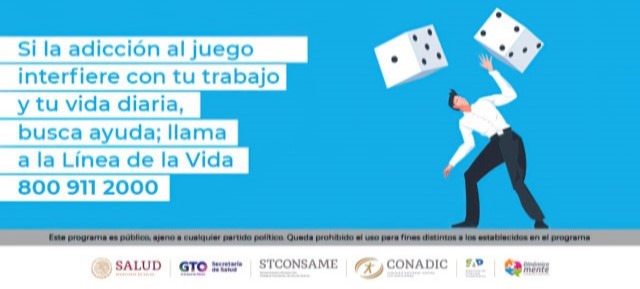 Si la adicción al juego
interfiere con tu trabajo
y tu vida diaria,
busca ayuda; llama
a la Línea de la Vida
800 911 2000
Este programa es público, ajeno a cualquier partido político. Queda prohibido el uso para fines distintos a los establecidos en el programa
SALUD
GTO
Secretaría
de Salud
STCONSAME
CONADIC
Dinámica
mente